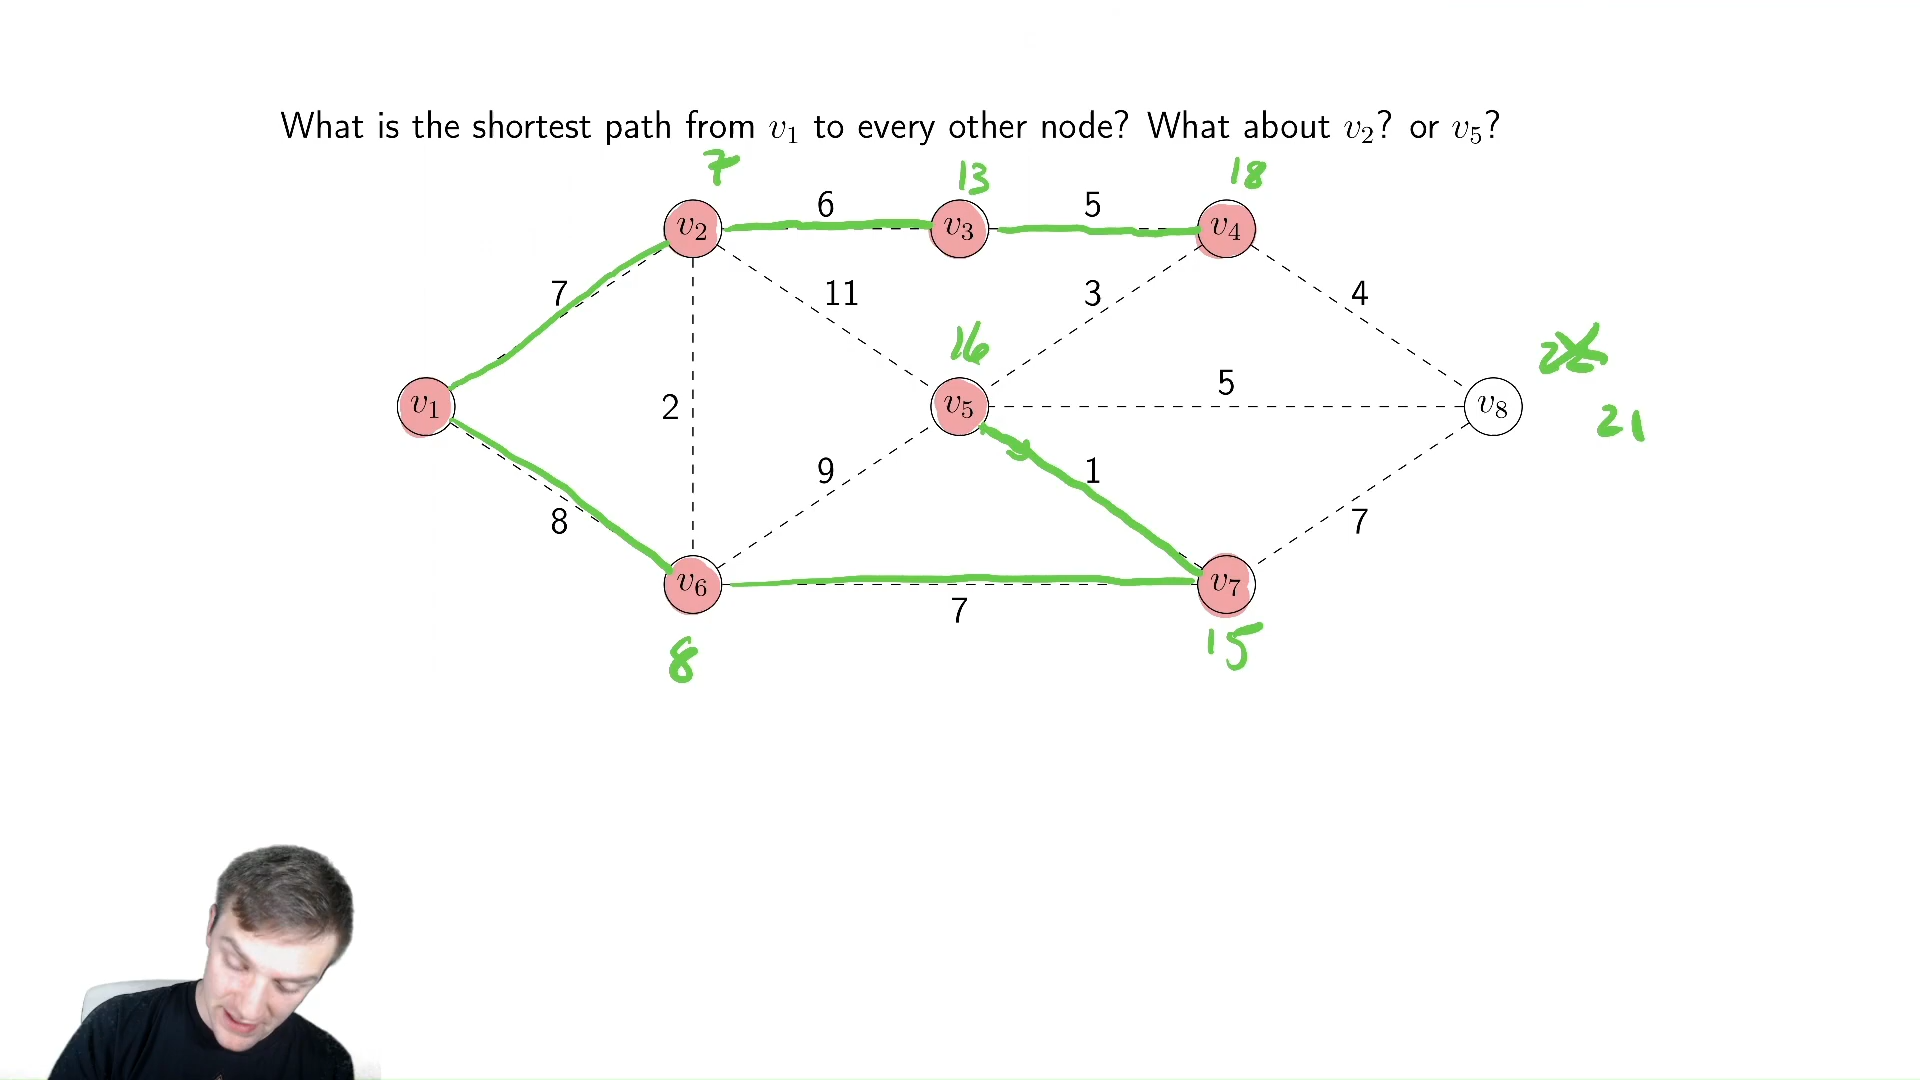 What is the shortest path from v₁ to every other node? What about v₂? or v₅?
7 13 18
6 5
v₂ v₃ v₄
7 11 3 4
16
5
v₁ 2 v₅ v₈
21
9 1
8 7
v₆ v₇
7
8 15